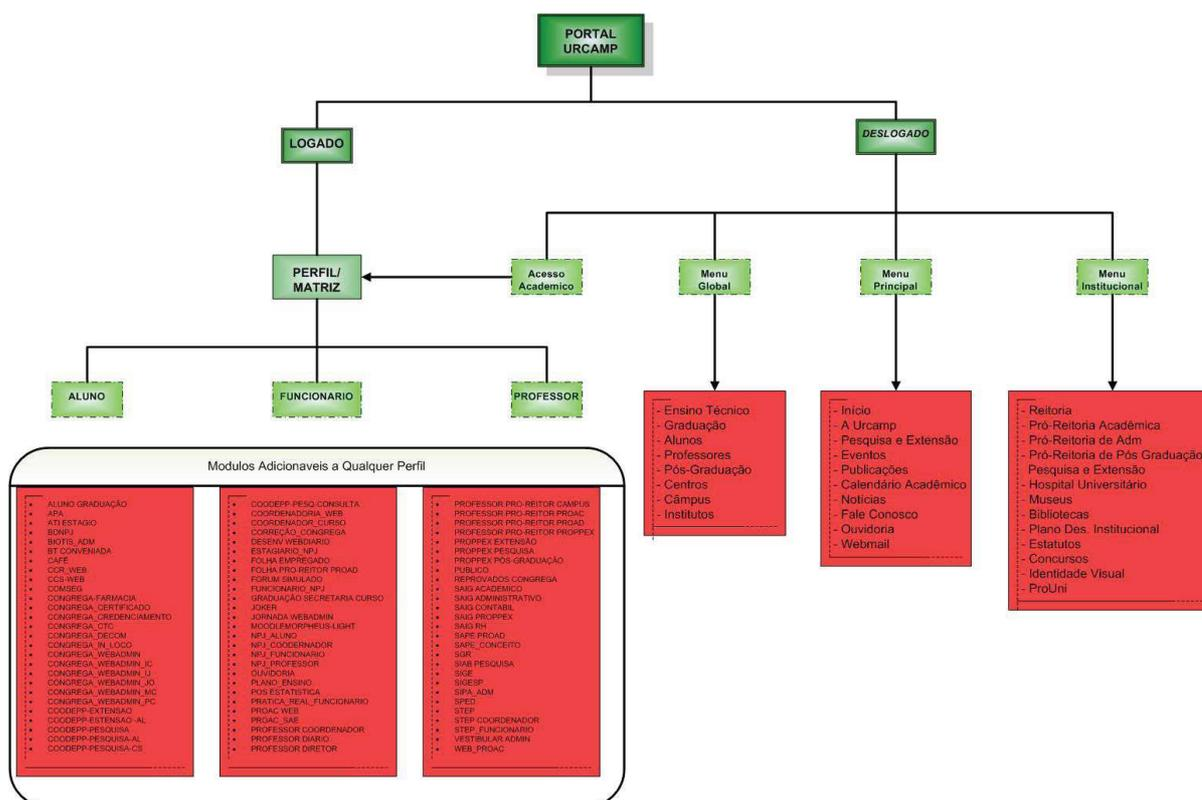 PORTAL
URCAMP
LOGADO
DESLOGADO
PERFIL/
MATRIZ
Acesso
Academico
Menu
Global
Menu
Principal
Menu
Institucional
ALUNO
FUNCIONARIO
PROFESSOR
- Ensino Técnico
- Graduação
- Alunos
- Professores
- Pós-Graduação
- Centros
- Câmpus
- Institutos
- Início
- A Urcamp
- Pesquisa e Extensão
- Eventos
- Publicações
- Calendário Acadêmico
- Notícias
- Fale Conosco
- Ouvidoria
- Webmail
- Reitoria
- Pró-Reitoria Acadêmica
- Pró-Reitoria de Adm
- Pró-Reitoria de Pós Graduação
Pesquisa e Extensão
- Hospital Universitário
- Museus
- Bibliotecas
- Plano Des. Institucional
- Estatutos
- Concursos
- Identidade Visual
- ProUni
Modulos Adicionaveis a Qualquer Perfil
• ALUNO GRADUAÇÃO
• APA
• ATI ESTAGIO
• BDNPJ
• BIOTIS_ADM
• BT CONVENIADA
• CAFÉ
• CCR_WEB
• CCS-WEB
• COMSEG
• CONGREGA-FARMACIA
• CONGREGA_CERTIFICADO
• CONGREGA_CREDENCIAMENTO
• CONGREGA_CTC
• CONGREGA_DECOM
• CONGREGA_IN_LOCO
• CONGREGA_WEBADMIN
• CONGREGA_WEBADMIN_IC
• CONGREGA_WEBADMIN_IJ
• CONGREGA_WEBADMIN_JO
• CONGREGA_WEBADMIN_MC
• CONGREGA_WEBADMIN_PC
• COODEPP-EXTENSAO
• COODEPP-ESTENSAO -AL
• COODEPP-PESQUISA
• COODEPP-PESQUISA-AL
• COODEPP-PESQUISA-CS
• COODEPP-PESQ-CONSULTA
• COORDENADORIA_WEB
• COORDENADOR_CURSO
• CORREÇÃO_CONGREGA
• DESENV WEBDIARIO
• ESTAGIARIO_NPJ
• FOLHA EMPREGADO
• FOLHA PRO-REITOR PROAD
• FORUM SIMULADO
• FUNCIONARIO_NPJ
• GRADUAÇÃO SECRETARIA CURSO
• JOKER
• JORNADA WEBADMIN
• MOODLEMORPHEUS-LIGHT
• NPJ_ALUNO
• NPJ_COODERNADOR
• NPJ_FUNCIONARIO
• NPJ_PROFESSOR
• OUVIDORIA
• PLANO_ENSINO
• POS ESTATISTICA
• PRATICA_REAL_FUNCIONARIO
• PROAC WEB
• PROAC_SAE
• PROFESSOR COORDENADOR
• PROFESSOR DIARIO
• PROFESSOR DIRETOR
• PROFESSOR PRO-REITOR CAMPUS
• PROFESSOR PRO-REITOR PROAC
• PROFESSOR PRO-REITOR PROAD
• PROFESSOR PRO-REITOR PROPPEX
• PROPPEX EXTENSÃO
• PROPPEX PESQUISA
• PROPPEX PÓS-GRADUAÇÃO
• PUBLICO
• REPROVADOS CONGREGA
• SAIG ACADEMICO
• SAIG ADMINISTRATIVO
• SAIG CONTABIL
• SAIG PROPPEX
• SAIG RH
• SAPE PROAD
• SAPE_CONCEITO
• SGR
• SIAB PESQUISA
• SIGE
• SIGESP
• SIPA_ADM
• SPED
• STEP
• STEP COORDENADOR
• STEP_FUNCIONARIO
• VESTIBULAR ADMIN
• WEB_PROAC